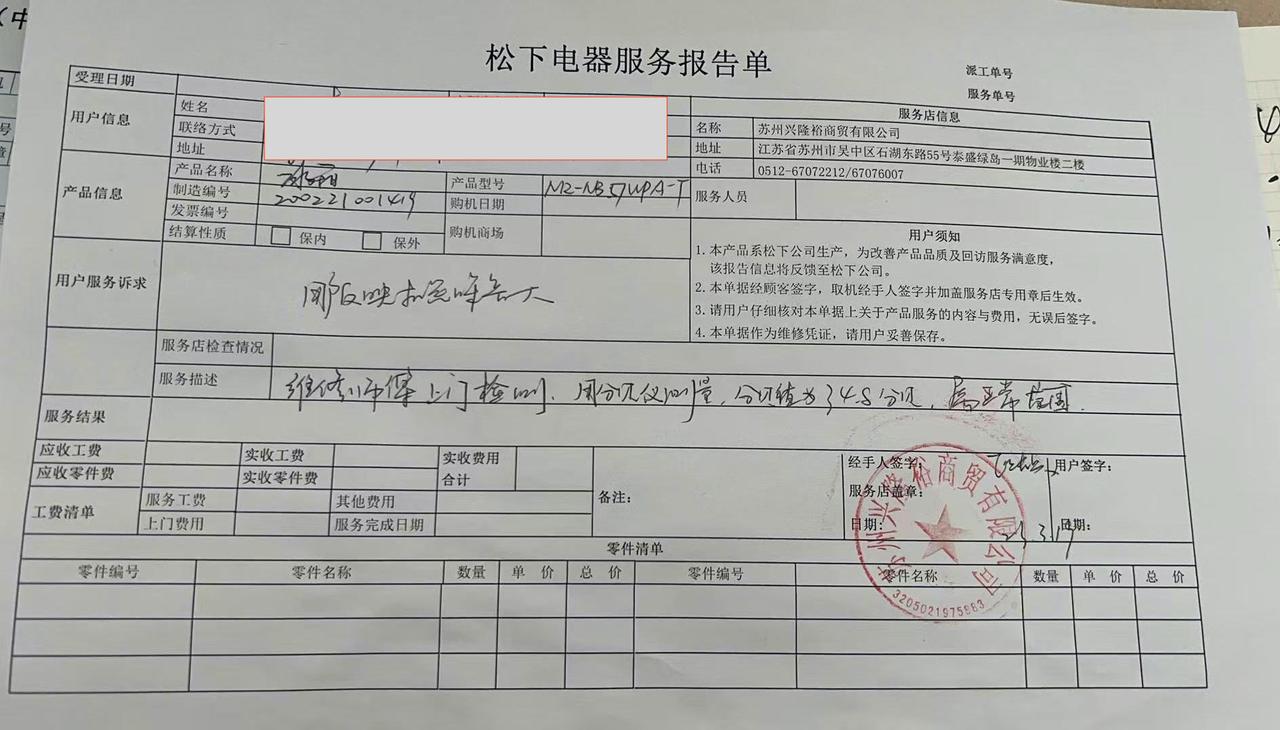 松下电器服务报告单
派工单号
服务单号
受理日期
用户信息
姓名
联络方式
地址
服务店信息
名称 苏州兴隆裕商贸有限公司
地址 江苏省苏州市吴中区石湖东路55号泰盛绿岛一期物业楼二楼
电话 0512-67072212/67076007
服务人员
产品信息
产品名称 冰箱
产品型号
制造编号 200221001419
购机日期
发票编号
结算性质 保内 保外
购机商场
用户须知
1. 本产品系松下公司生产，为改善产品品质及回访服务满意度，
该报告信息将反馈至松下公司。
2. 本单据经顾客签字，取机经手人签字并加盖服务店专用章后生效。
3. 请用户仔细核对本单据上关于产品服务的内容与费用，无误后签字。
4. 本单据作为维修凭证，请用户妥善保存。
用户服务诉求
服务店检查情况
服务描述 维修师傅上门检测，用分贝仪测量，分贝值为34.8分贝，属正常范围.
服务结果
应收工费 实收工费 实收费用
应收零件费 实收零件费 合计
工费清单
服务工费 其他费用
上门费用 服务完成日期
备注：
经手人签字： 用户签字：
服务店盖章：
日期： 23 3/19 日期：
苏州兴隆裕商贸有限公司
3205021975883
零件清单
零件编号 零件名称 数量 单价 总价 零件编号 零件名称 数量 单价 总价